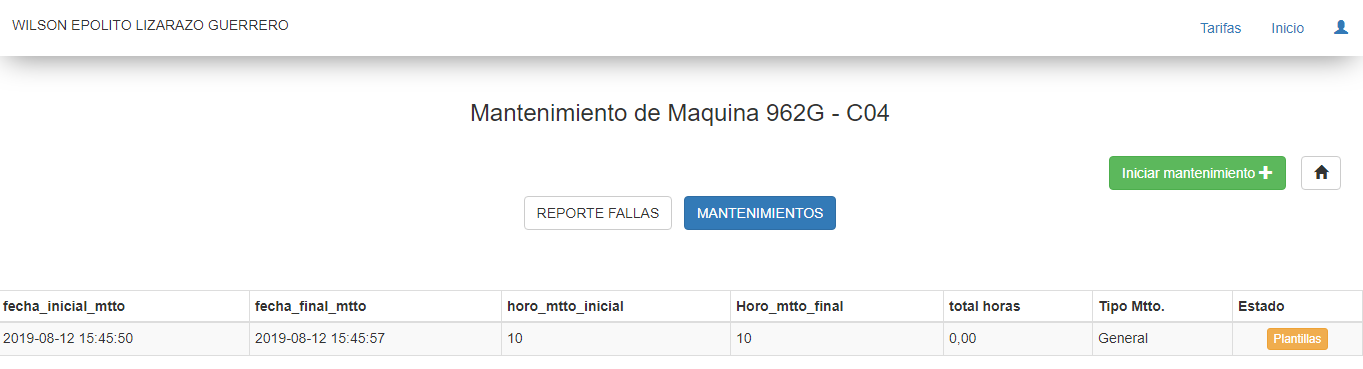 WILSON EPOLITO LIZARAZO GUERRERO
Tarifas Inicio
Mantenimiento de Maquina 962G - C04
Iniciar mantenimiento
REPORTE FALLAS MANTENIMIENTOS
fecha_inicial_mtto fecha_final_mtto horo_mtto_inicial Horo_mtto_final total horas Tipo Mtto. Estado
2019-08-12 15:45:50 2019-08-12 15:45:57 10 10 0,00 General Plantillas